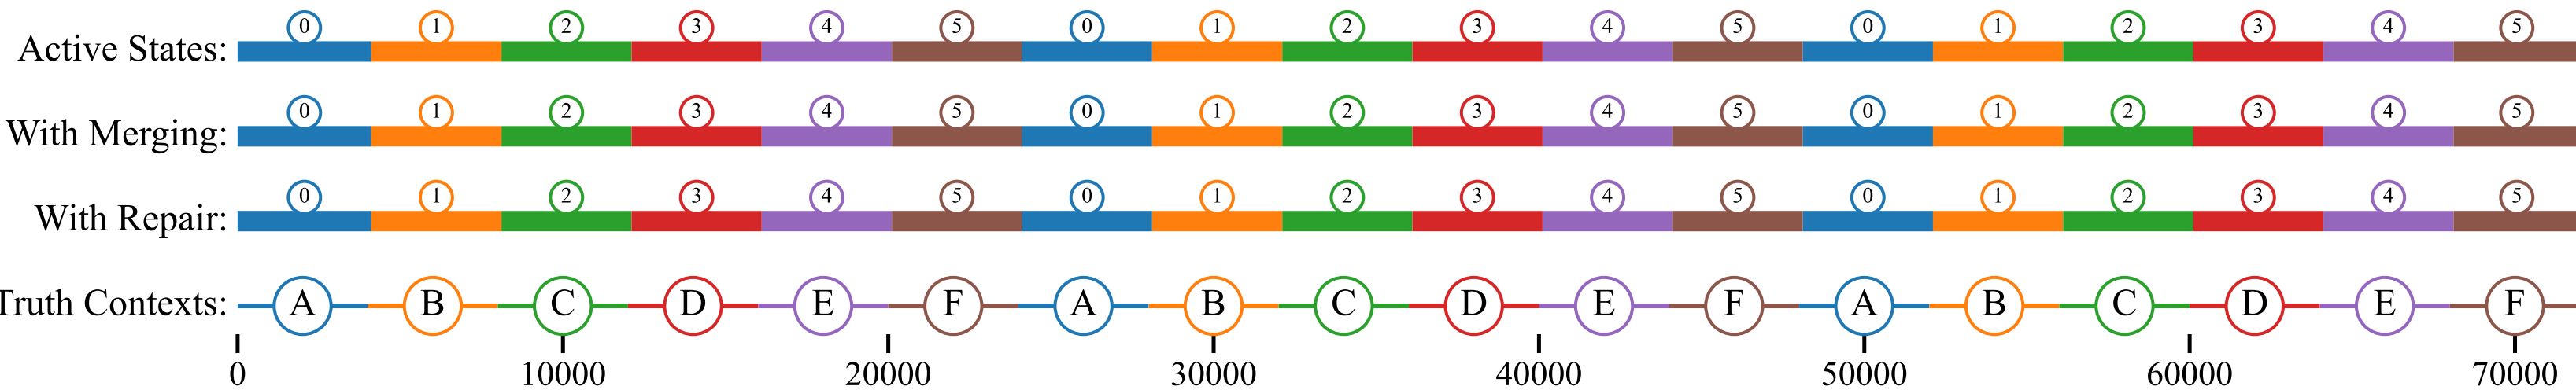 Active States: 0 1 2 3 4 5 0 1 2 3 4 5 0 1 2 3 4 5
With Merging: 0 1 2 3 4 5 0 1 2 3 4 5 0 1 2 3 4 5
With Repair: 0 1 2 3 4 5 0 1 2 3 4 5 0 1 2 3 4 5
Truth Contexts: A B C D E F A B C D E F A B C D E F
0 10000 20000 30000 40000 50000 60000 70000